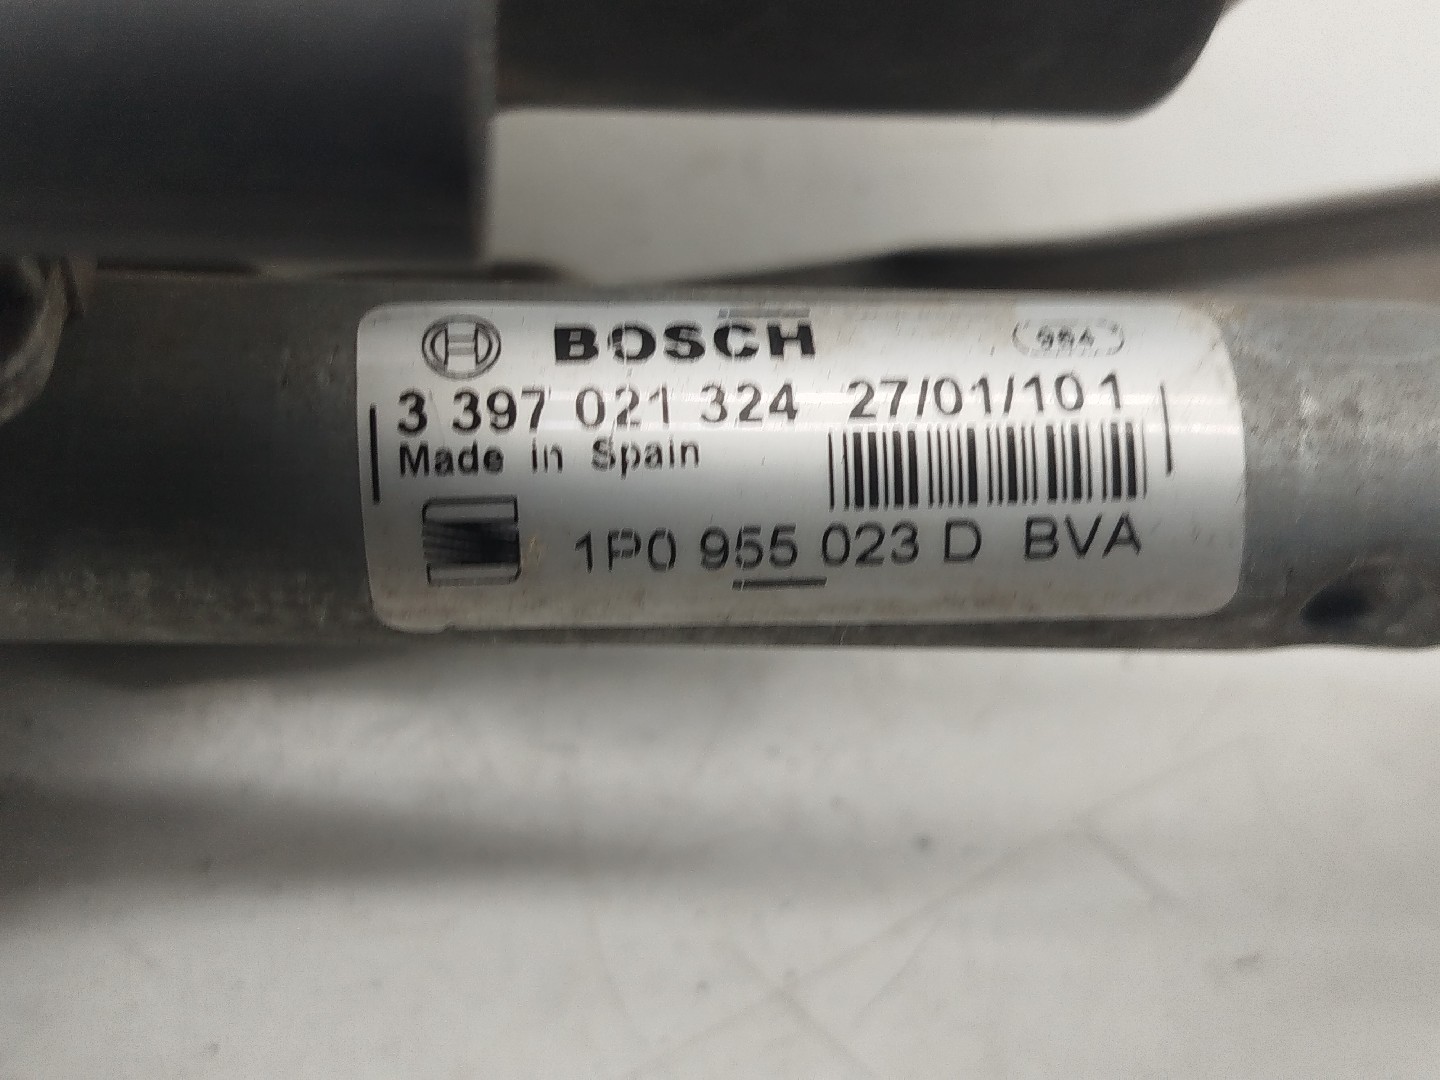 BOSCH
3 397 021 324 27/01/10 1
Made in Spain
1P0 955 023 D BVA